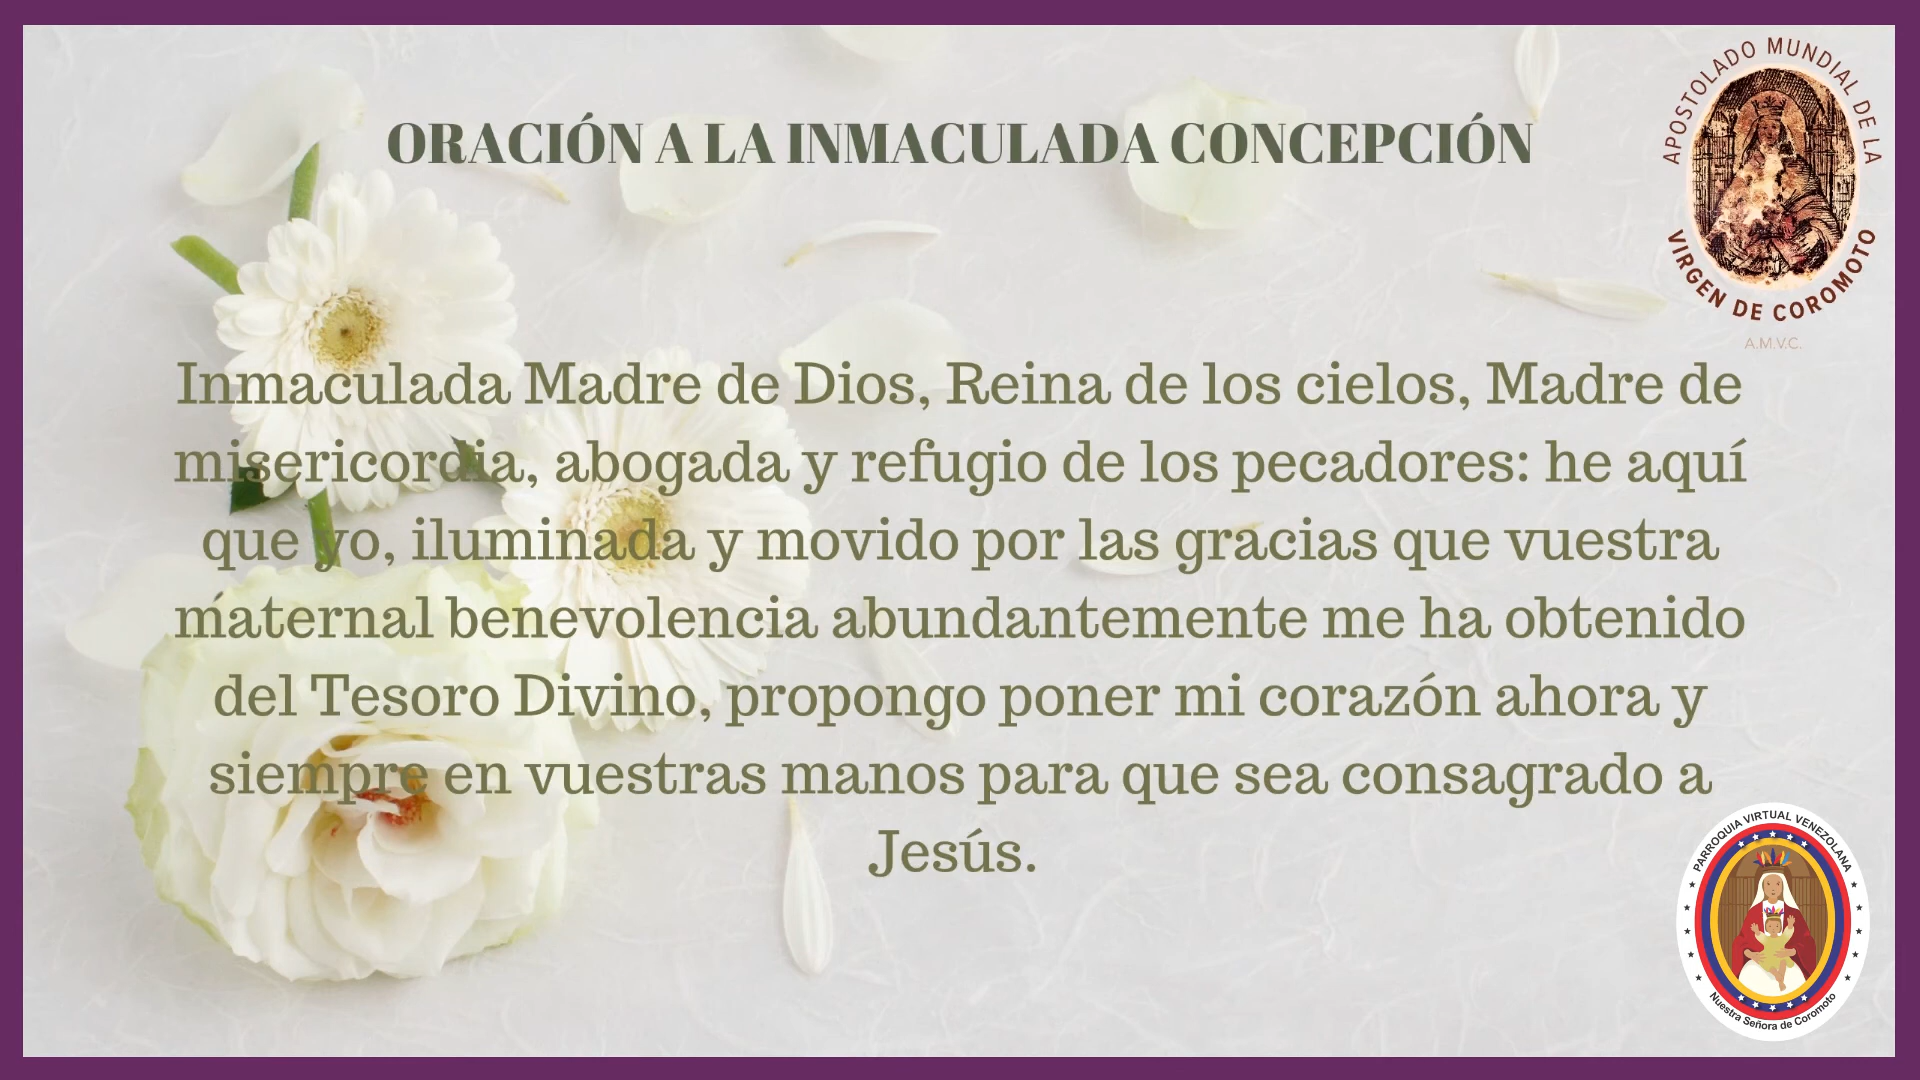 ORACIÓN A LA INMACULADA CONCEPCIÓN
APOSTOLADO MUNDIAL DE LA
VIRGEN DE COROMOTO
A.M.V.C.
Inmaculada Madre de Dios, Reina de los cielos, Madre de
misericordia, abogada y refugio de los pecadores: he aquí
que yo, iluminada y movido por las gracias que vuestra
maternal benevolencia abundantemente me ha obtenido
del Tesoro Divino, propongo poner mi corazón ahora y
siempre en vuestras manos para que sea consagrado a
Jesús.
PARROQUIA VIRTUAL VENEZOLANA
Nuestra Señora de Coromoto